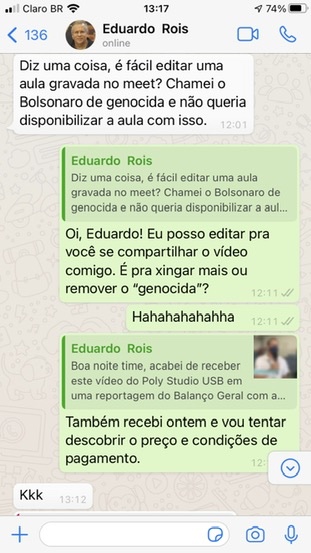 Claro BR
13:17
74%
136
Eduardo Rois
online
Diz uma coisa, é fácil editar uma
aula gravada no meet? Chamei o
Bolsonaro de genocida e não queria
disponibilizar a aula com isso.
12:01
Eduardo Rois
Diz uma coisa, é fácil editar uma
aula gravada no meet? Chamei o
Bolsonaro de genocida e não queria
disponibilizar a aul...
Oi, Eduardo! Eu posso editar pra
você se compartilhar o vídeo
comigo. É pra xingar mais ou
remover o “genocida”?
12:11
Hahahahahahha
12:11
Eduardo Rois
Boa noite time, acabei de receber
este vídeo do Poly Studio USB em
uma reportagem do Balanço Geral com a...
Também recebi ontem e vou tentar
descobrir o preço e condições de
pagamento.
12:
Kkk
13:12